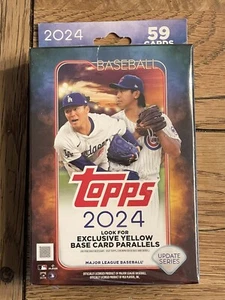 2024
59
CARDS
BASEBALL
Topps
2024
LOOK FOR
EXCLUSIVE YELLOW
BASE CARD PARALLELS
MAJOR LEAGUE BASEBALL
UPDATE
SERIES